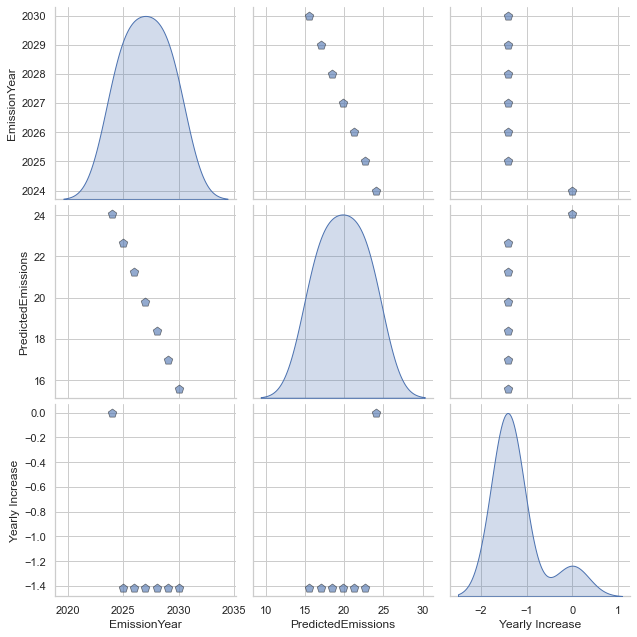 EmissionYear
2030
2029
2028
2027
2026
2025
2024
PredictedEmissions
24
22
20
18
16
Yearly Increase
0.0
−0.2
−0.4
−0.6
−0.8
−1.0
−1.2
−1.4
2020 2025 2030 2035
10 15 20 25 30
−2 −1 0 1
EmissionYear PredictedEmissions Yearly Increase